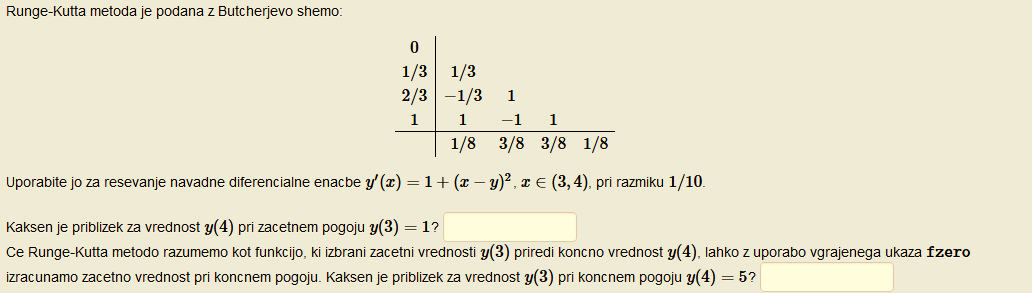 Runge-Kutta metoda je podana z Butcherjevo shemo:
0
1/3 1/3
2/3 −1/3 1
1 1 −1 1
1/8 3/8 3/8 1/8
Uporabite jo za resevanje navadne diferencialne enacbe y′(x) = 1 + (x − y)², x ∈ (3, 4), pri razmiku 1/10.
Kaksen je priblizek za vrednost y(4) pri zacetnem pogoju y(3) = 1?
Ce Runge-Kutta metodo razumemo kot funkcijo, ki izbrani zacetni vrednosti y(3) priredi koncno vrednost y(4), lahko z uporabo vgrajenega ukaza fzero
izracunamo zacetno vrednost pri koncnem pogoju. Kaksen je priblizek za vrednost y(3) pri koncnem pogoju y(4) = 5?